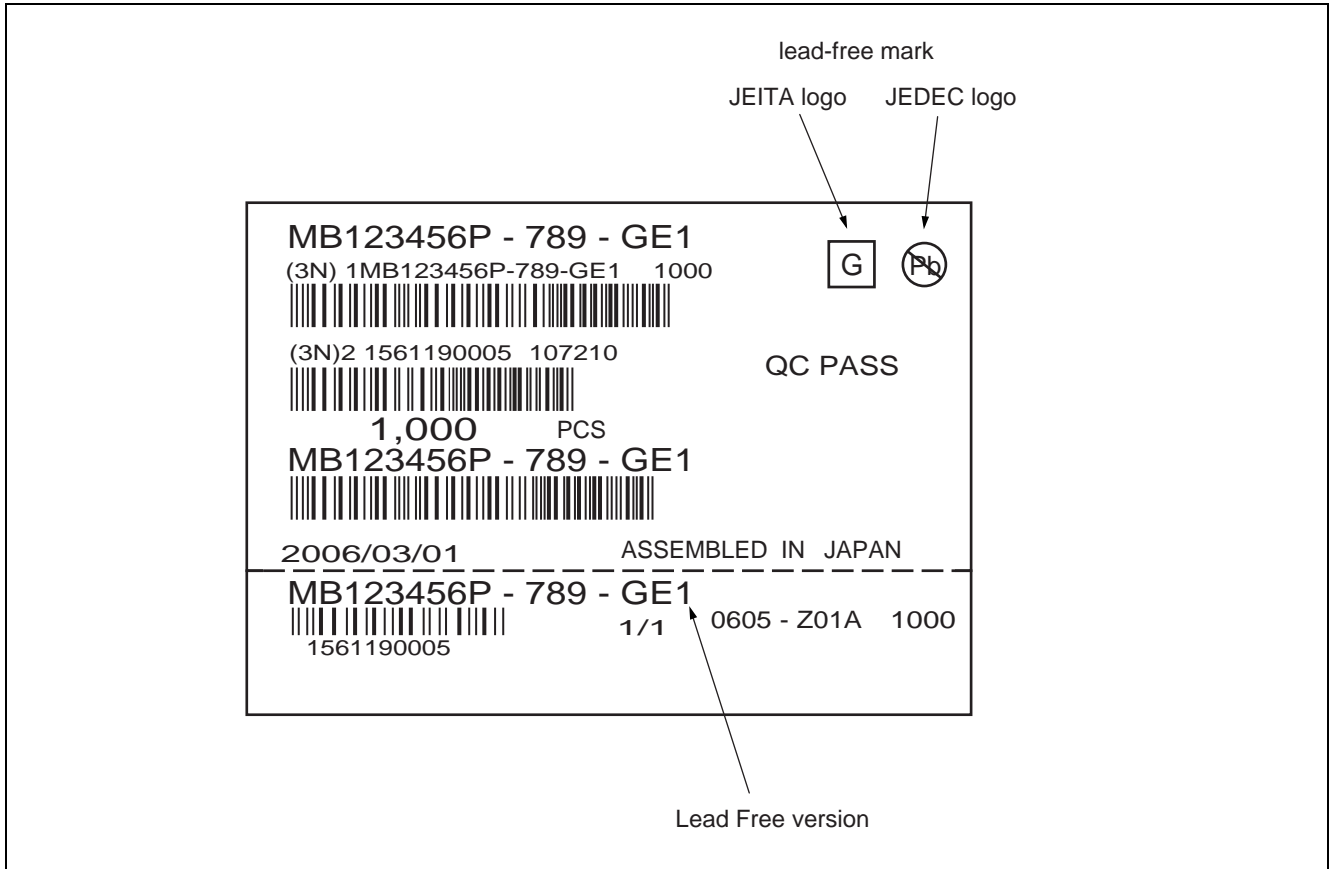 lead-free mark
JEITA logo JEDEC logo
MB123456P - 789 - GE1
(3N) 1MB123456P-789-GE1 1000
G Pb
(3N)2 1561190005 107210
QC PASS
1,000 PCS
MB123456P - 789 - GE1
2006/03/01 ASSEMBLED IN JAPAN
MB123456P - 789 - GE1
1/1 0605 - Z01A 1000
1561190005
Lead Free version